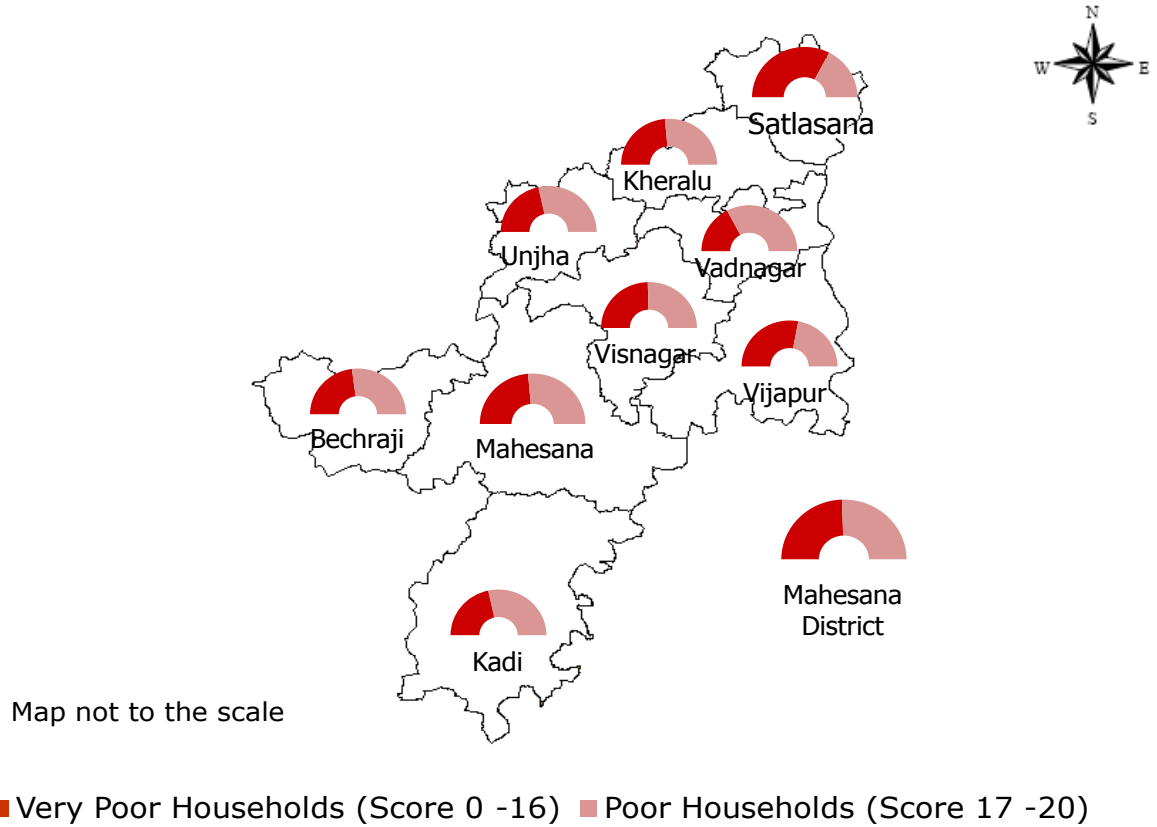 N
W E
S
Satlasana
Kheralu
Unjha
Vadnagar
Visnagar
Vijapur
Bechraji
Mahesana
Mahesana
District
Kadi
Map not to the scale
Very Poor Households (Score 0 -16) Poor Households (Score 17 -20)